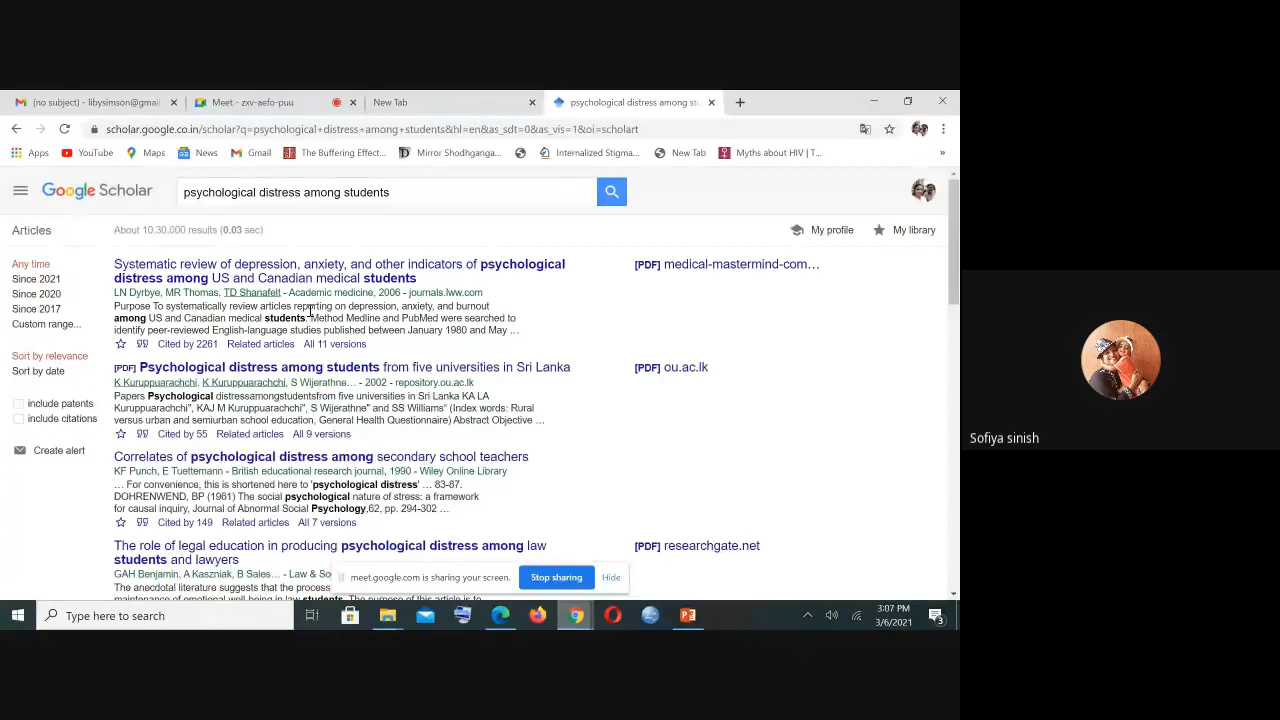 (no subject) - libysimson@gmail
Meet - zxv-aefo-puu
New Tab
psychological distress among stu
scholar.google.co.in/scholar?q=psychological+distress+among+students&hl=en&as_sdt=0&as_vis=1&oi=scholart
Apps YouTube Maps News Gmail The Buffering Effect... Mirror Shodhganga... Internalized Stigma... New Tab Myths about HIV | T... »
Google Scholar psychological distress among students
Articles About 10,30,000 results (0.03 sec) My profile My library
Any time
Since 2021
Since 2020
Since 2017
Custom range...
Sort by relevance
Sort by date
include patents
include citations
Create alert
Systematic review of depression, anxiety, and other indicators of psychological
distress among US and Canadian medical students
LN Dyrbye, MR Thomas, TD Shanafelt - Academic medicine, 2006 - journals.lww.com
Purpose To systematically review articles reporting on depression, anxiety, and burnout
among US and Canadian medical students. Method Medline and PubMed were searched to
identify peer-reviewed English-language studies published between January 1980 and May ...
Cited by 2261 Related articles All 11 versions
[PDF] medical-mastermind-com...
[PDF] Psychological distress among students from five universities in Sri Lanka
K Kuruppuarachchi, K Kuruppuarachchi, S Wijerathne... - 2002 - repository.ou.ac.lk
Papers Psychological distressamongstudentsfrom five universities in Sri Lanka KA LA
Kuruppuarachchi", KAJ M Kuruppuarachchi", S Wijerathne" and SS Williams" (Index words: Rural
versus urban and semiurban school education, General Health Questionnaire) Abstract Objective ...
Cited by 55 Related articles All 9 versions
[PDF] ou.ac.lk
Correlates of psychological distress among secondary school teachers
KF Punch, E Tuettemann - British educational research journal, 1990 - Wiley Online Library
... For convenience, this is shortened here to 'psychological distress' ... 83-87.
DOHRENWEND, BP (1961) The social psychological nature of stress: a framework
for causal inquiry, Journal of Abnormal Social Psychology,62, pp. 294-302 ...
Cited by 149 Related articles All 7 versions
The role of legal education in producing psychological distress among law
students and lawyers
GAH Benjamin, A Kaszniak, B Sales... - Law & So
The anecdotal literature suggests that the process
[PDF] researchgate.net
maintenance of emotional well-being in law students. The purpose of this article is to
meet.google.com is sharing your screen. Stop sharing Hide
Type here to search
3:07 PM
3/6/2021
3
Sofiya sinish